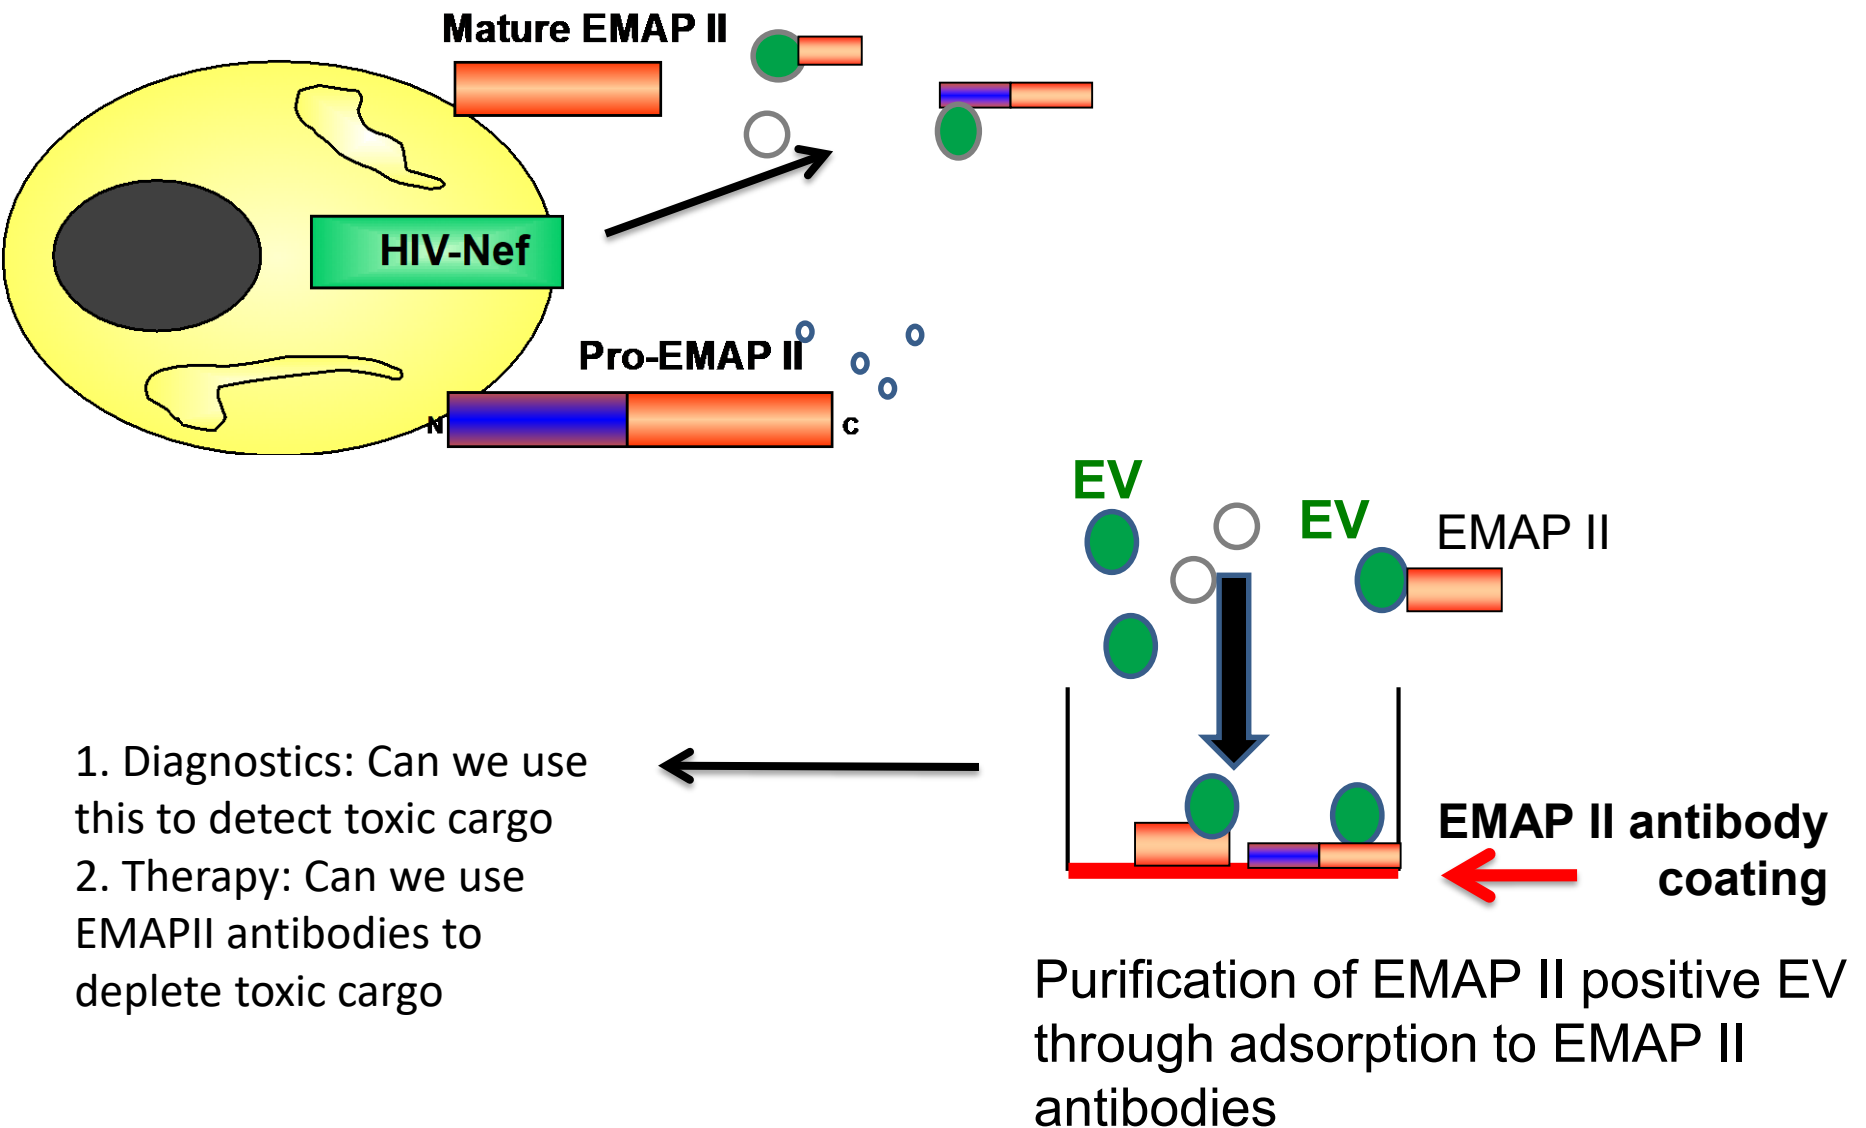 Mature EMAP II
HIV-Nef
Pro-EMAP II
N
C
EV
EV
EMAP II
1. Diagnostics: Can we use
this to detect toxic cargo
2. Therapy: Can we use
EMAPII antibodies to
deplete toxic cargo
EMAP II antibody
coating
Purification of EMAP II positive EV
through adsorption to EMAP II
antibodies